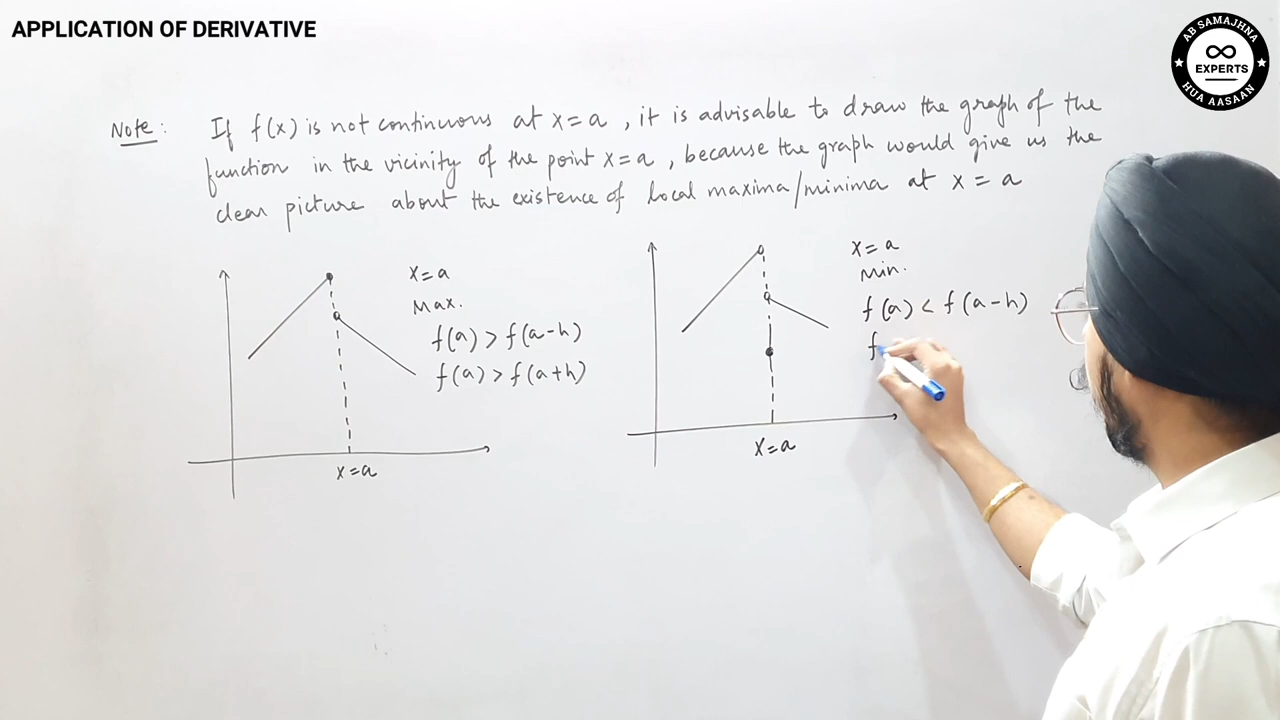 APPLICATION OF DERIVATIVE
AB SAMAJHNA
EXPERTS
HUA AASAAN
Note: If f(x) is not continuous at x=a, it is advisable to draw the graph of the
function in the vicinity of the point x=a, because the graph would give us the
clear picture about the existence of local maxima/minima at x = a
x=a
Max.
f(a) > f(a-h)
f(a) > f(a+h)
x=a
x=a
Min.
f(a) < f(a-h)
f
x=a